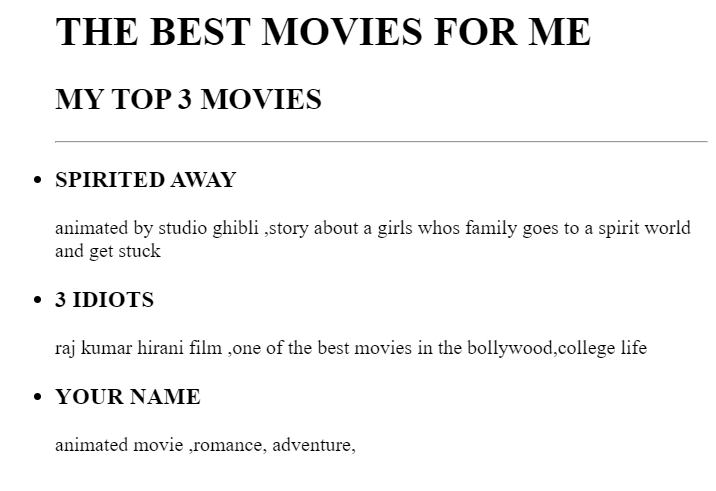 THE BEST MOVIES FOR ME
MY TOP 3 MOVIES
SPIRITED AWAY
animated by studio ghibli ,story about a girls whos family goes to a spirit world
and get stuck
3 IDIOTS
raj kumar hirani film ,one of the best movies in the bollywood,college life
YOUR NAME
animated movie ,romance, adventure,